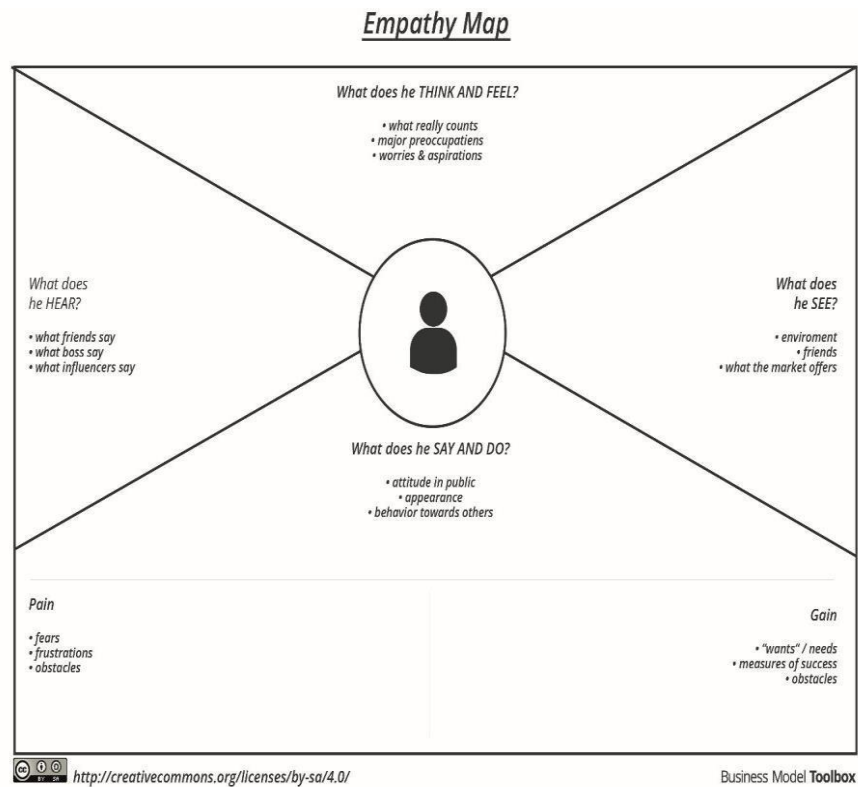 Empathy Map
What does he THINK AND FEEL?
• what really counts
• major preoccupatiens
• worries & aspirations
What does
he HEAR?
• what friends say
• what boss say
• what influencers say
What does
he SEE?
• enviroment
• friends
• what the market offers
What does he SAY AND DO?
• attitude in public
• appearance
• behavior towards others
Pain
• fears
• frustrations
• obstacles
Gain
• "wants" / needs
• measures of success
• obstacles
cc BY SA
http://creativecommons.org/licenses/by-sa/4.0/
Business Model Toolbox